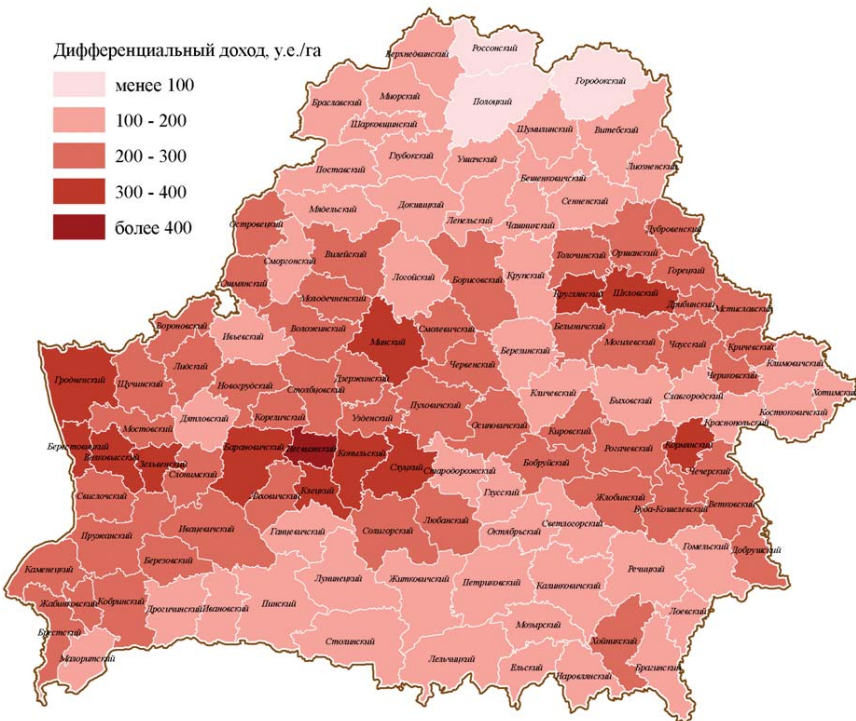 Дифференциальный доход, у.е./га
менее 100
100 - 200
200 - 300
300 - 400
более 400
Верхнедвинский
Россонский
Городокский
Миорский
Браславский
Полоцкий
Шарковщинский
Шумилинский
Витебский
Глубокский
Ушачский
Лиозненский
Поставский
Бешенковичский
Сенненский
Мядельский
Докшицкий
Лепельский
Чашникский
Островецкий
Вилейский
Сморгонский
Логойский
Борисовский
Крупский
Толочинский
Оршанский
Дубровенский
Ошмянский
Молодечненский
Круглянский
Шкловский
Горецкий
Дрибинский
Мстиславский
Вороновский
Ивьевский
Воложинский
Минский
Смолевичский
Белыничский
Березинский
Могилевский
Чаусский
Кричевский
Климовичский
Гродненский
Щучинский
Лидский
Новогрудский
Столбцовский
Дзержинский
Червенский
Чериковский
Хотимский
Кличевский
Быховский
Славгородский
Костюковичский
Краснопольский
Мостовский
Дятловский
Кореличский
Узденский
Пуховичский
Осиповичский
Кировский
Берестовицкий
Волковысский
Зельвенский
Слонимский
Барановичский
Несвижский
Копыльский
Слуцкий
Стародорожский
Бобруйский
Рогачевский
Кормянский
Чечерский
Свислочский
Ляховичский
Клецкий
Глусский
Жлобинский
Буда-Кошелевский
Ветковский
Пружанский
Ивацевичский
Ганцевичский
Солигорский
Любанский
Октябрьский
Светлогорский
Гомельский
Добрушский
Каменецкий
Березовский
Речицкий
Жабинковский
Кобринский
Дрогичинский
Ивановский
Пинский
Лунинецкий
Житковичский
Петриковский
Калинковичский
Брестский
Малоритский
Столинский
Лельчицкий
Мозырский
Ельский
Наровлянский
Хойникский
Лоевский
Брагинский